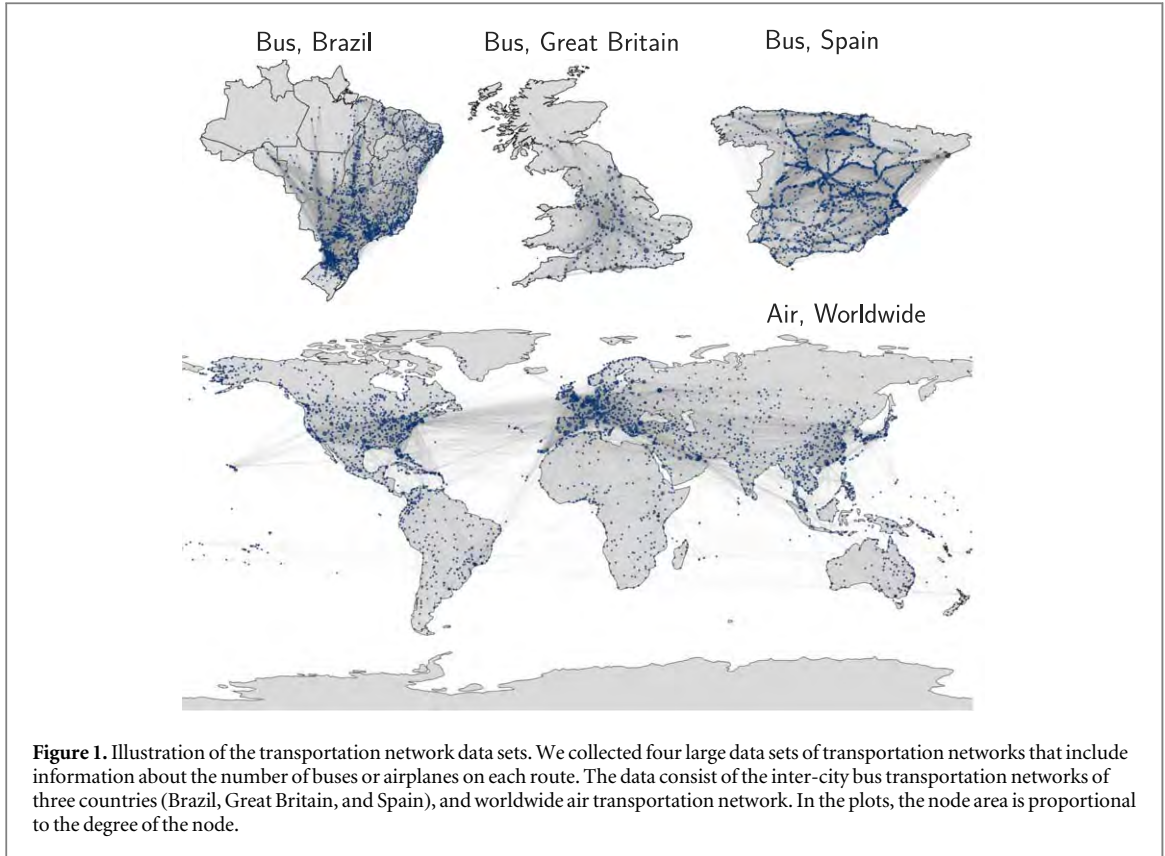 Bus, Brazil
Bus, Great Britain
Bus, Spain
Air, Worldwide
Figure 1. Illustration of the transportation network data sets. We collected four large data sets of transportation networks that include
information about the number of buses or airplanes on each route. The data consist of the inter-city bus transportation networks of
three countries (Brazil, Great Britain, and Spain), and worldwide air transportation network. In the plots, the node area is proportional
to the degree of the node.